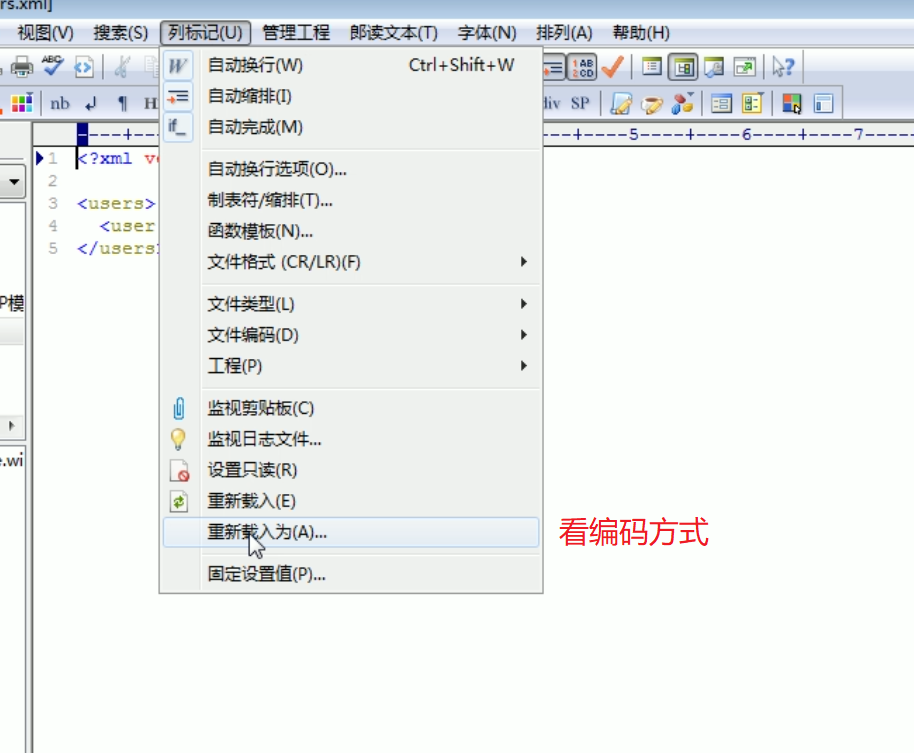 rs.xml]
视图(V) 搜索(S) 列标记(U) 管理工程 郎读文本(T) 字体(N) 排列(A) 帮助(H)
W 自动换行(W) Ctrl+Shift+W
ABC
1AB
2CD
自动缩排(I)
nb H div SP
if_ 自动完成(M)
5 6 7
1 <?xml ve
自动换行选项(O)...
2
制表符/缩排(T)...
3 <users>
4 <user
函数模板(N)...
5 </users>
文件格式 (CR/LR)(F)
P模
文件类型(L)
文件编码(D)
工程(P)
监视剪贴板(C)
监视日志文件...
e.wi
设置只读(R)
重新载入(E)
重新载入为(A)... 看编码方式
固定设置值(P)...